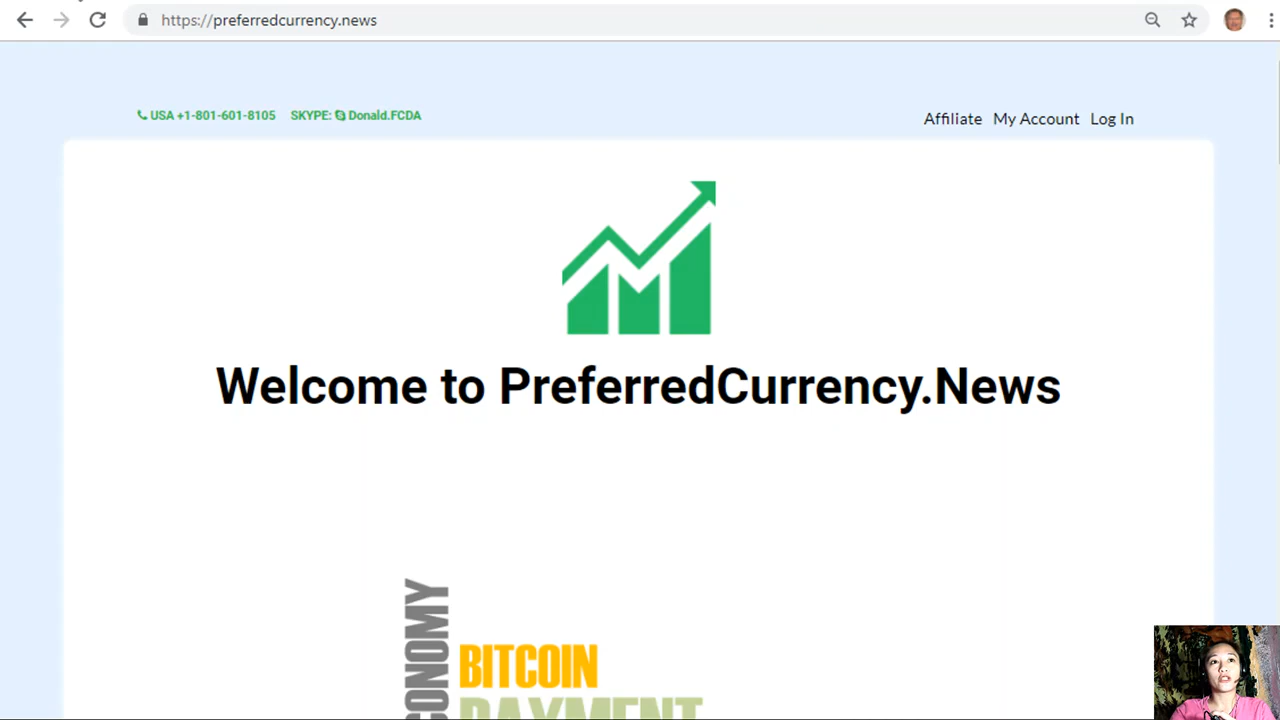 https://preferredcurrency.news
USA +1-801-601-8105 SKYPE: Donald.FCDA
Affiliate My Account Log In
Welcome to PreferredCurrency.News
BITCOIN
PAYMENT